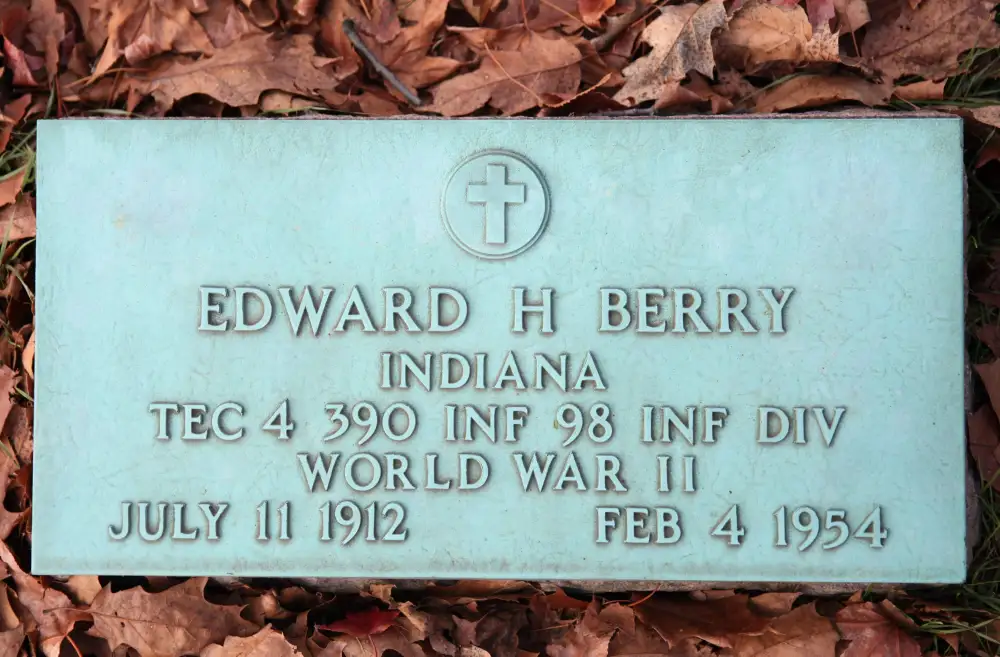 EDWARD H BERRY
INDIANA
TEC 4 390 INF 98 INF DIV
WORLD WAR II
JULY 11 1912 FEB 4 1954